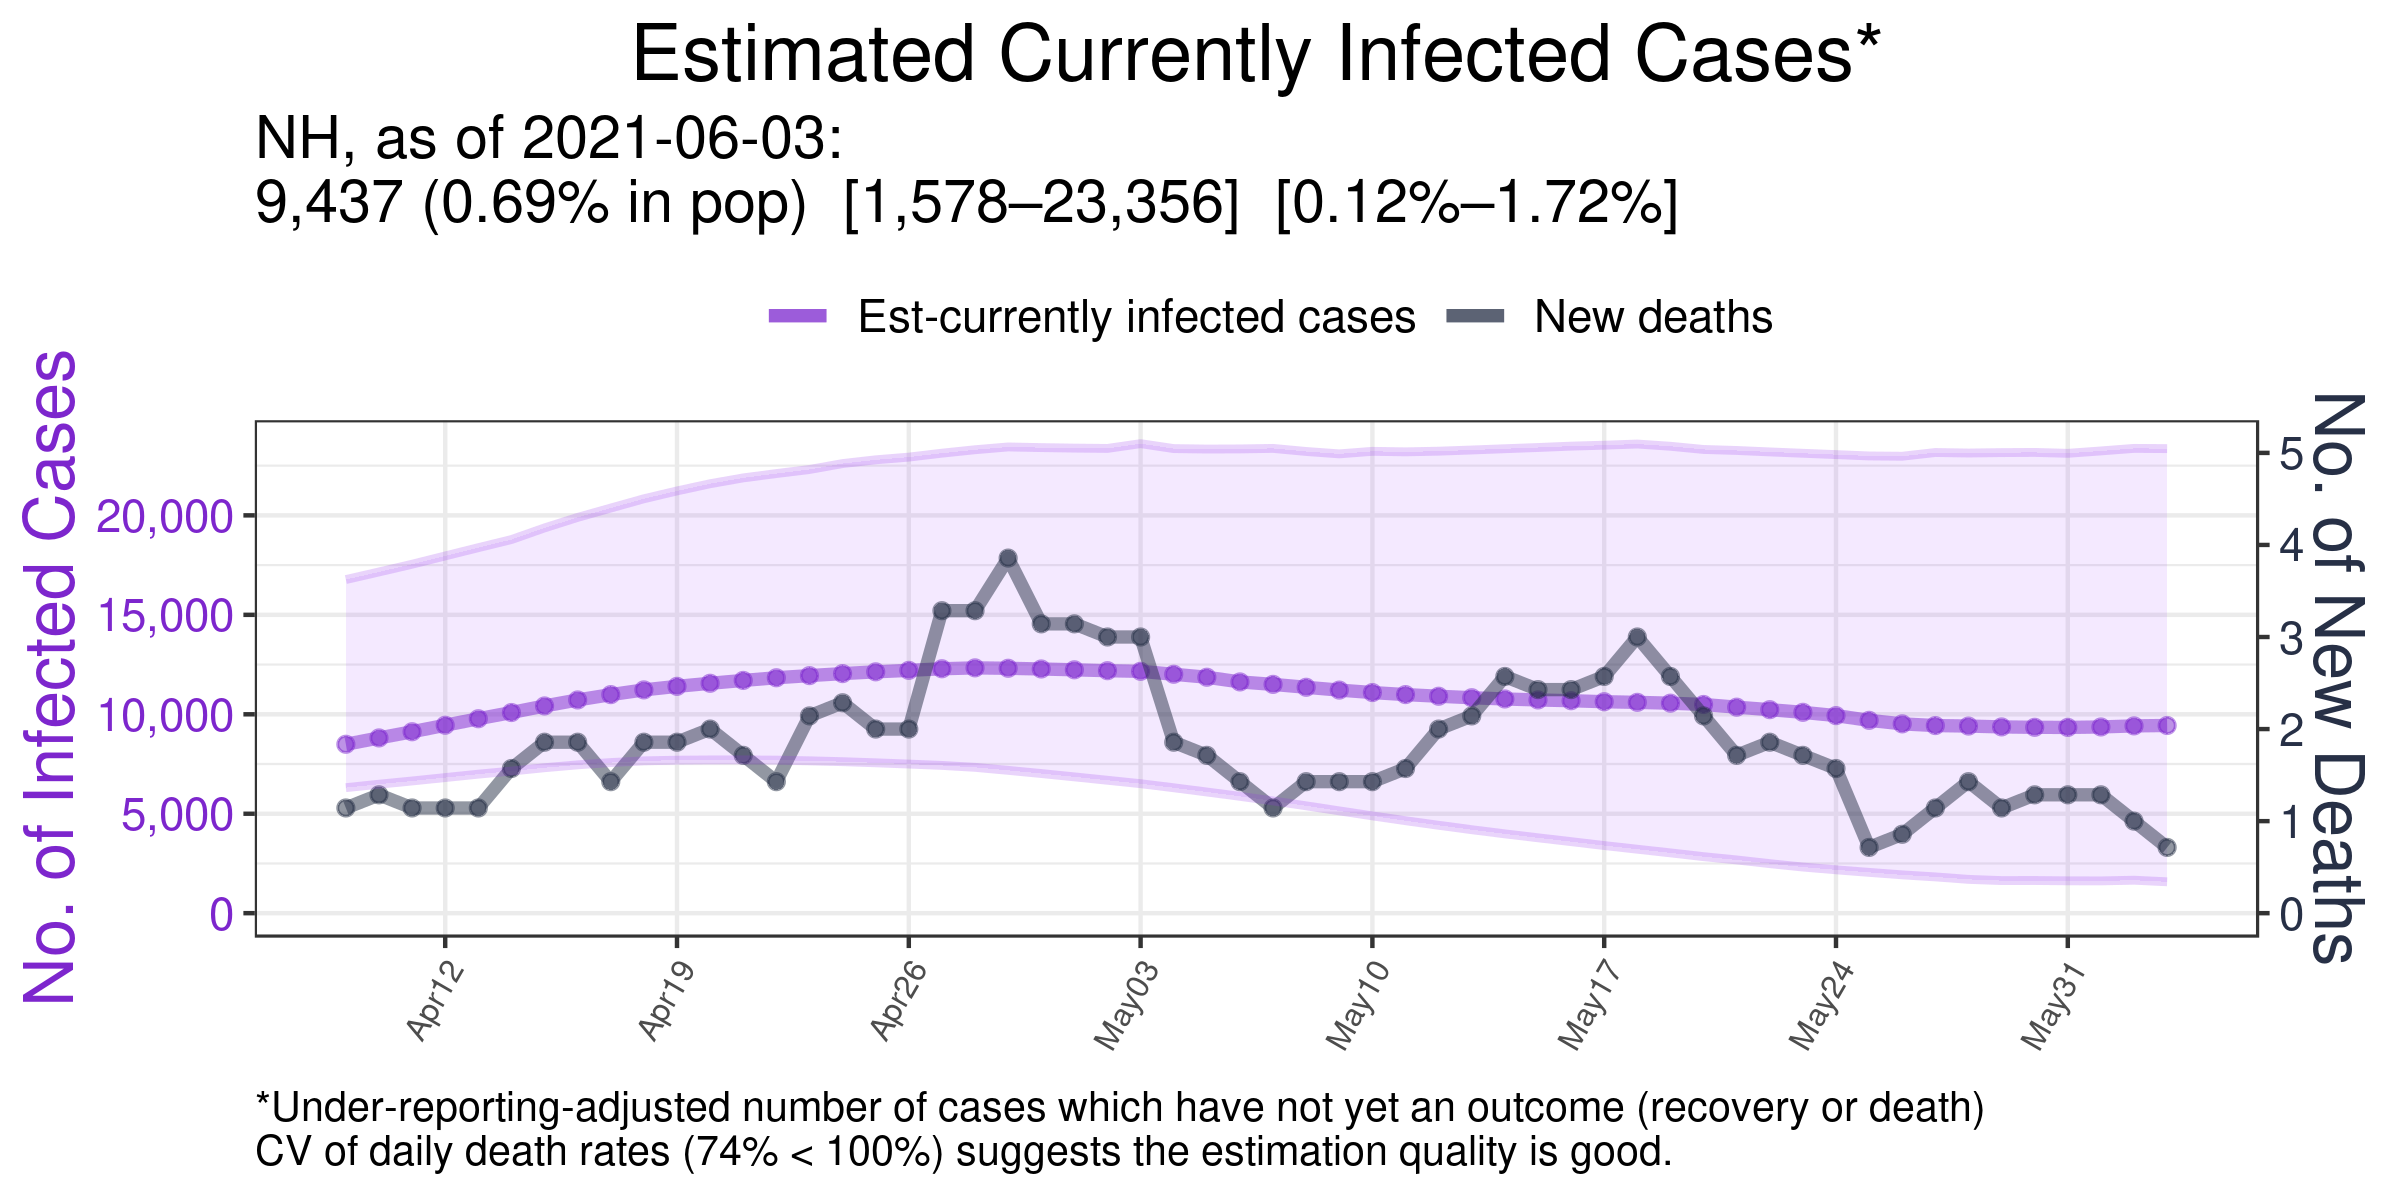 Estimated Currently Infected Cases*
NH, as of 2021-06-03:
9,437 (0.69% in pop)  [1,578–23,356]  [0.12%–1.72%]
Est-currently infected cases
New deaths
No. of Infected Cases
20,000
15,000
10,000
5,000
0
5
4
3
2
1
0
No. of New Deaths
Apr12
Apr19
Apr26
May03
May10
May17
May24
May31
*Under-reporting-adjusted number of cases which have not yet an outcome (recovery or death)
CV of daily death rates (74% < 100%) suggests the estimation quality is good.